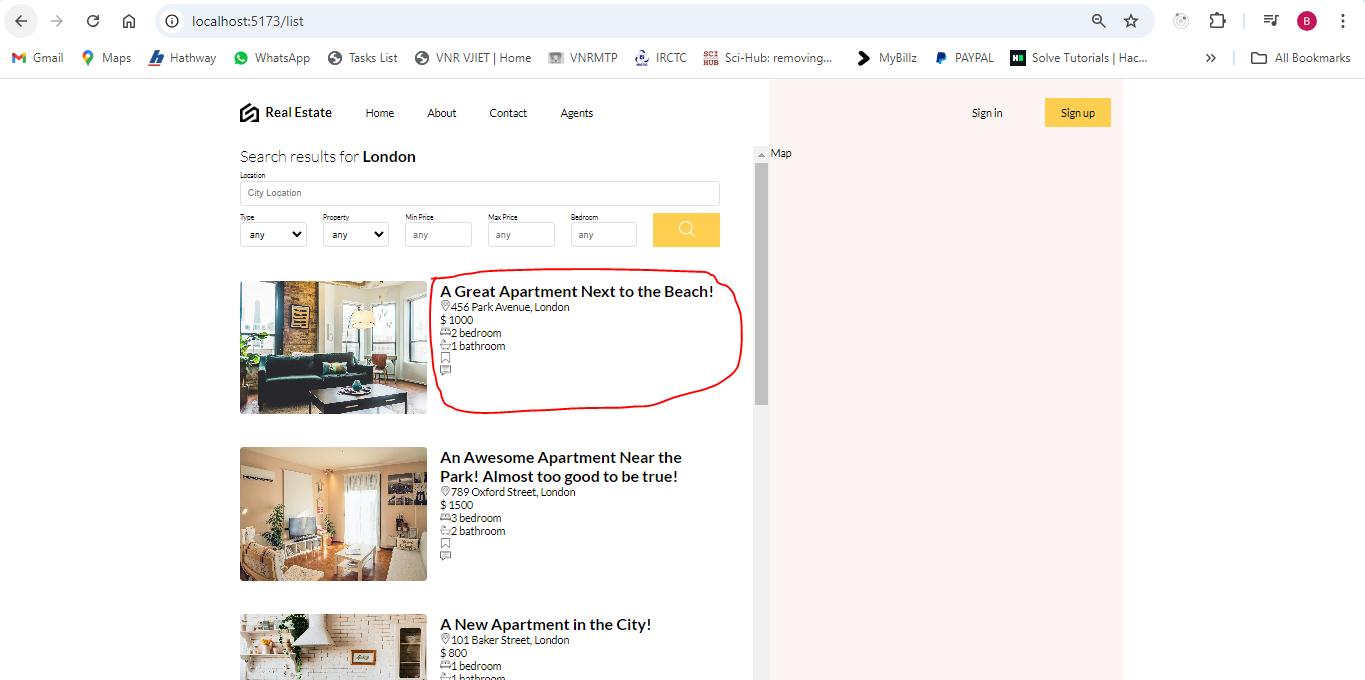 localhost:5173/list
B
Gmail Maps Hathway WhatsApp Tasks List VNR VJIET | Home VNRMTP IRCTC Sci-Hub: removing... MyBillz PAYPAL Solve Tutorials | Hac... » All Bookmarks
Real Estate Home About Contact Agents Sign in Sign up
Search results for London
Map
Location
City Location
Type Property Min Price Max Price Bedroom
any any any any any
A Great Apartment Next to the Beach!
456 Park Avenue, London
$ 1000
2 bedroom
1 bathroom
An Awesome Apartment Near the
Park! Almost too good to be true!
789 Oxford Street, London
$ 1500
3 bedroom
2 bathroom
A New Apartment in the City!
101 Baker Street, London
$ 800
1 bedroom
1 bathroom